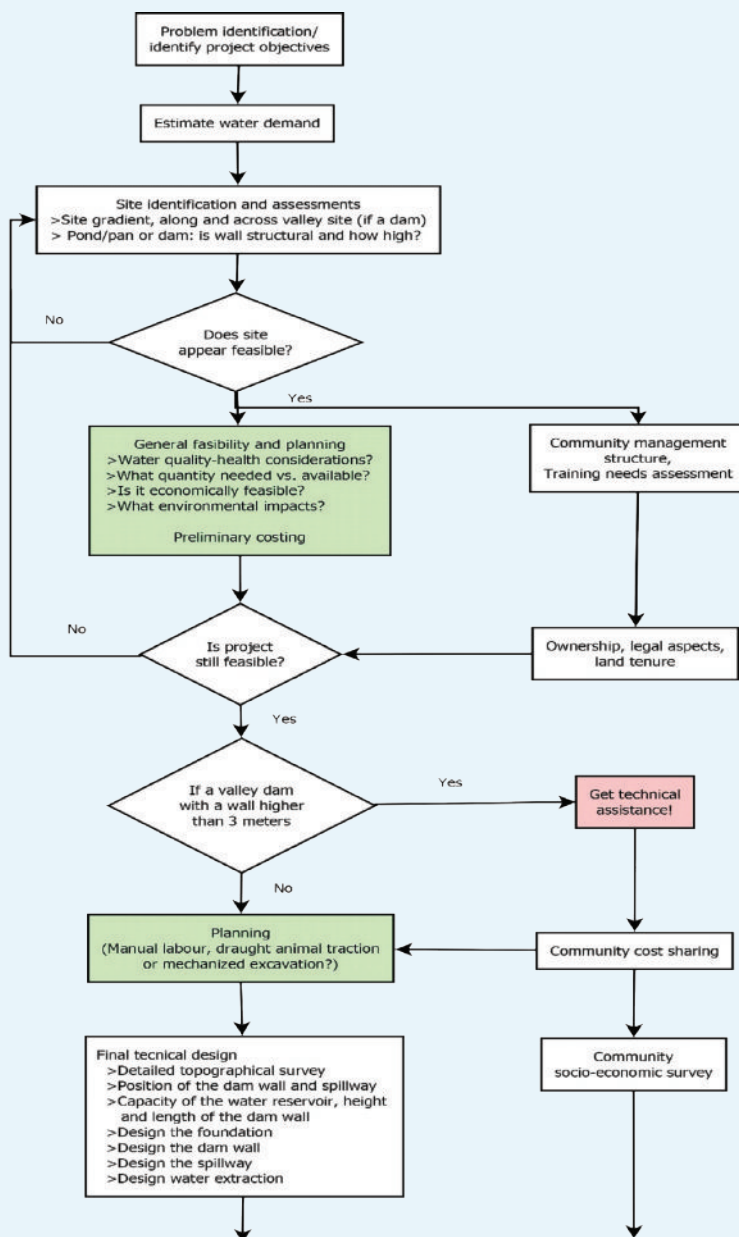 Problem identification/
identify project objectives
Estimate water demand
Site identification and assessments
>Site gradient, along and across valley site (if a dam)
> Pond/pan or dam: is wall structural and how high?
No
Does site
appear feasible?
Yes
General fasibility and planning
>Water quality-health considerations?
>What quantity needed vs. available?
>Is it economically feasible?
>What environmental impacts?
Preliminary costing
Community management
structure,
Training needs assessment
No
Is project
still feasible?
Ownership, legal aspects,
land tenure
Yes
If a valley dam
with a wall higher
than 3 meters
Yes
Get technical
assistance!
No
Planning
(Manual labour, draught animal traction
or mechanized excavation?)
Community cost sharing
Final tecnical design
>Detailed topographical survey
>Position of the dam wall and spillway
>Capacity of the water reservoir, height
and length of the dam wall
>Design the foundation
>Design the dam wall
>Design the spillway
>Design water extraction
Community
socio-economic survey